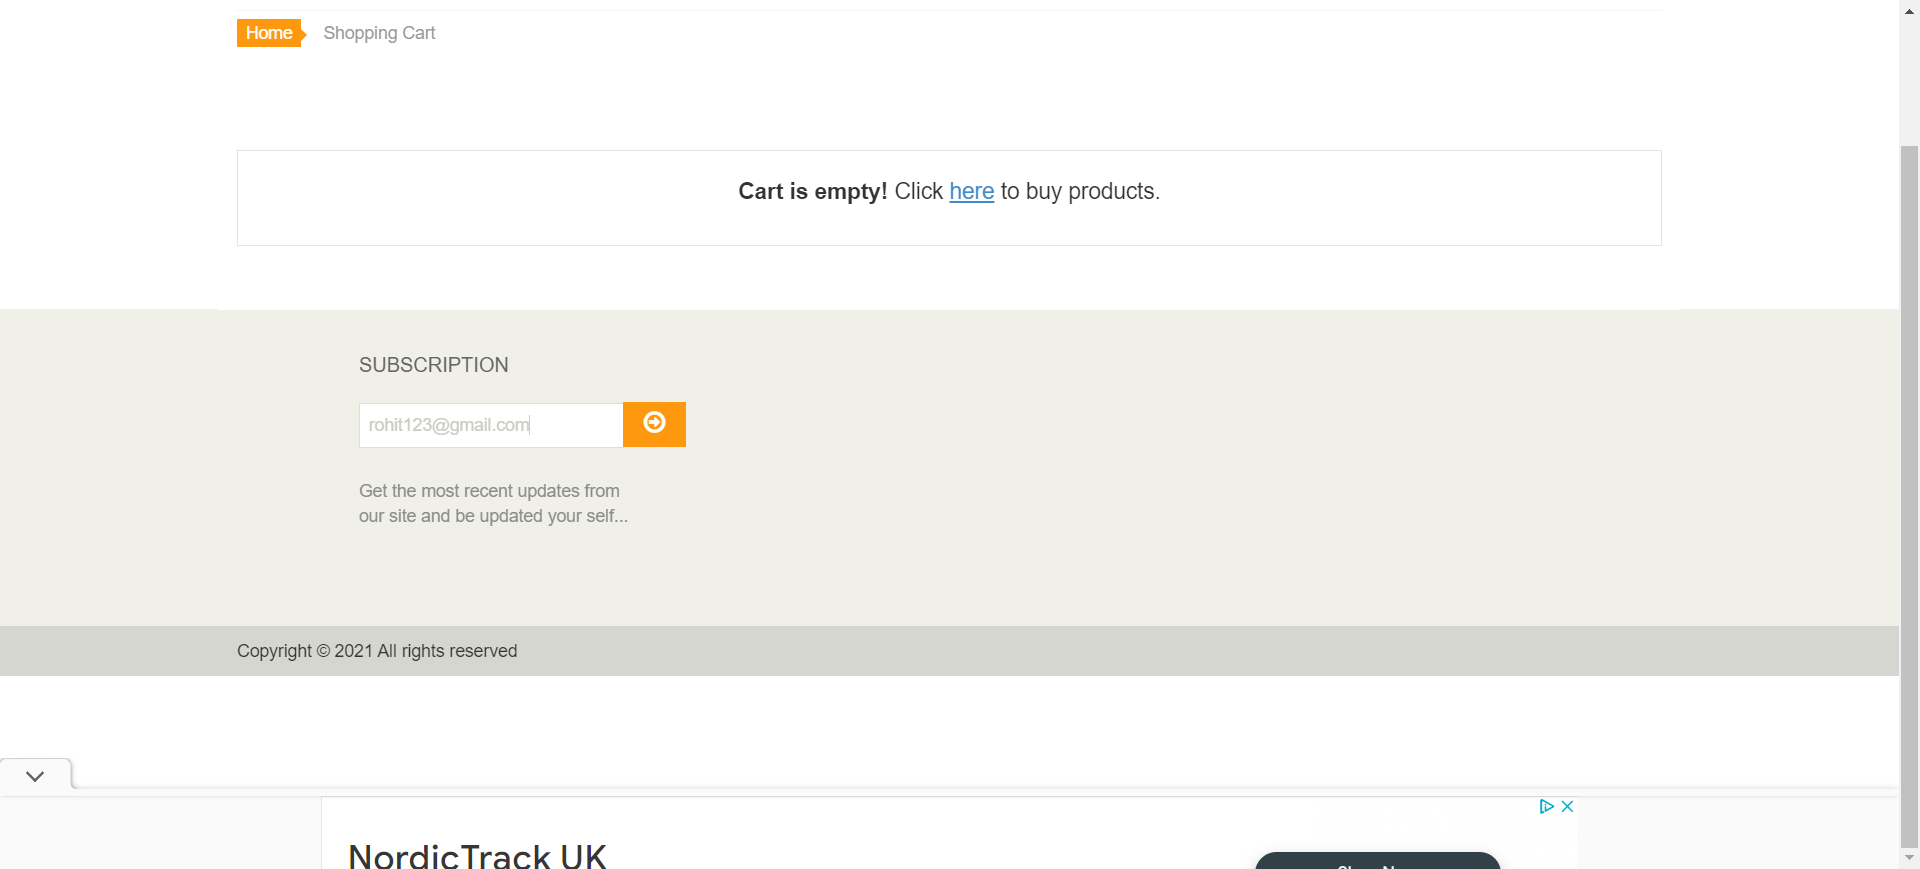 Home Shopping Cart
Cart is empty! Click here to buy products.
SUBSCRIPTION
rohit123@gmail.com
Get the most recent updates from
our site and be updated your self...
Copyright © 2021 All rights reserved
NordicTrack UK